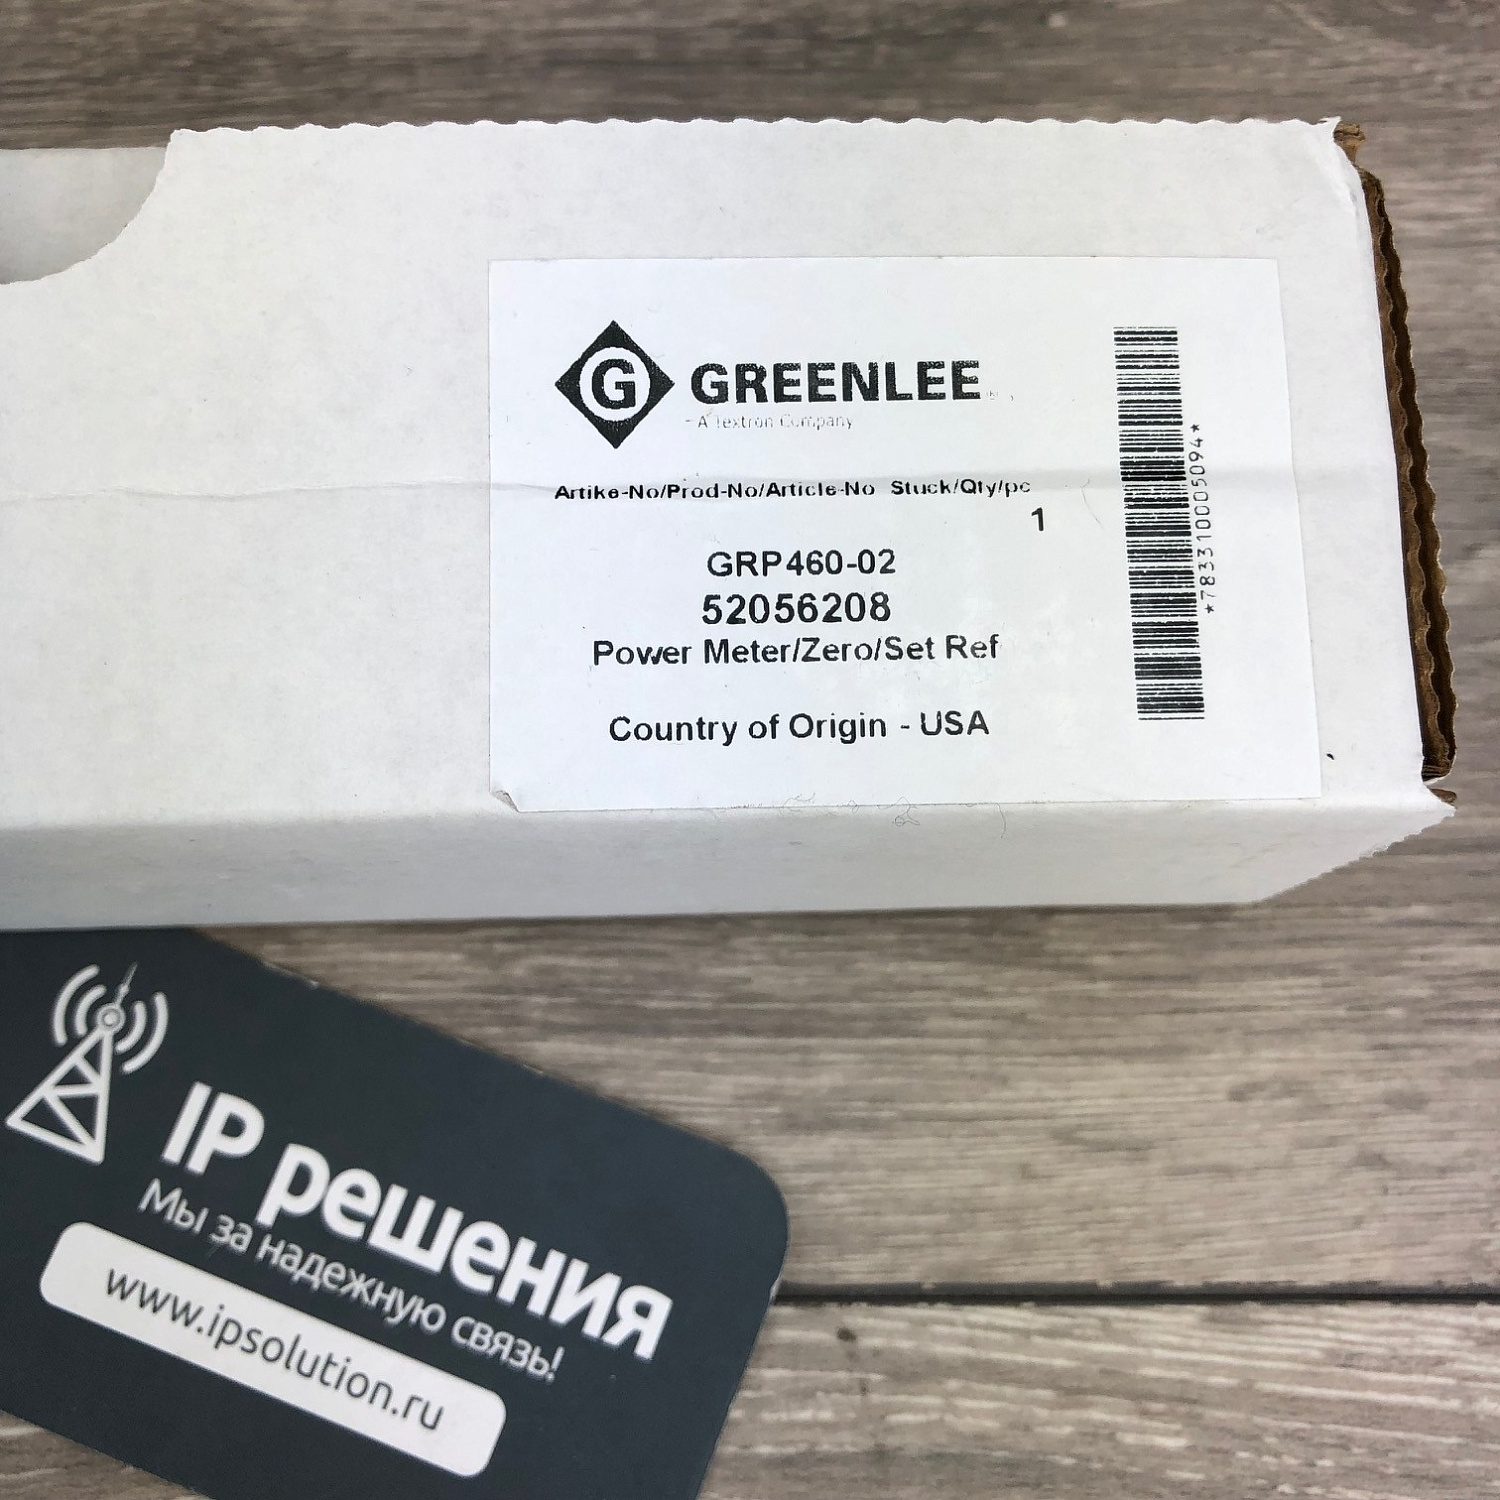 G GREENLEE
- A Textron Company
Artike-No/Prod-No/Article-No Stuck/Qty/pc
1
GRP460-02
52056208
Power Meter/Zero/Set Ref
Country of Origin - USA
*783310005094*
IP решения
Мы за надежную связь!
www.ipsolution.ru